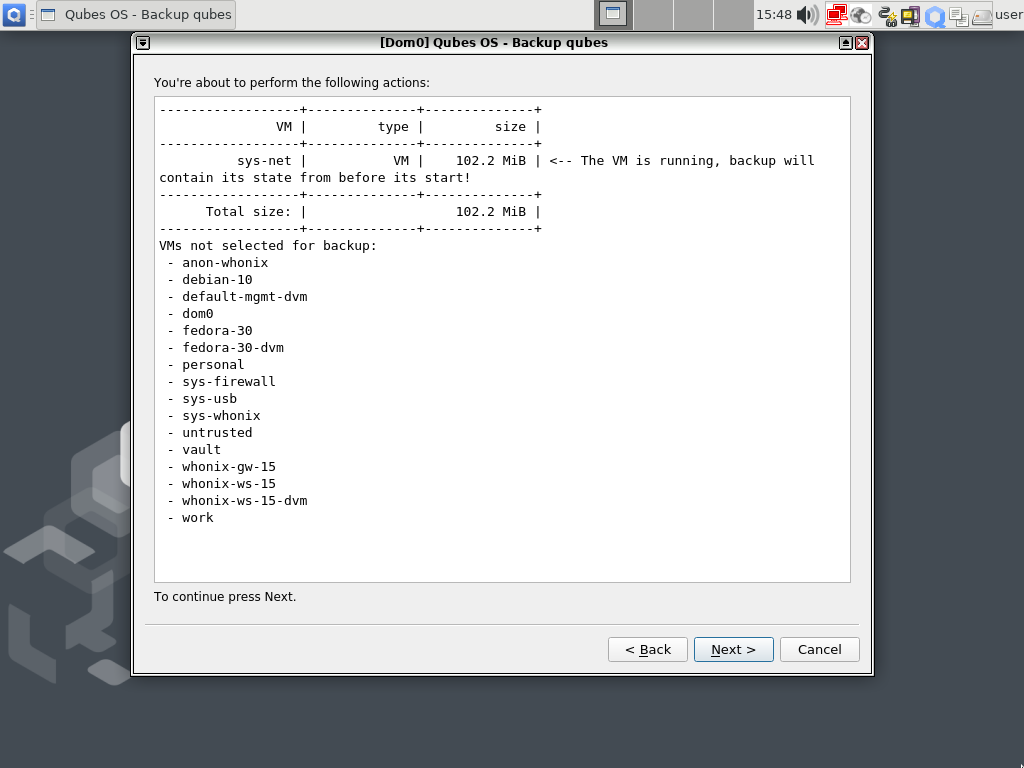 Qubes OS - Backup qubes
15:48
user
[Dom0] Qubes OS - Backup qubes
You're about to perform the following actions:
------------------+--------------+--------------+
VM | type | size |
------------------+--------------+--------------+
sys-net | VM | 102.2 MiB | <-- The VM is running, backup will
contain its state from before its start!
------------------+--------------+--------------+
Total size: | 102.2 MiB |
------------------+--------------+--------------+
VMs not selected for backup:
- anon-whonix
- debian-10
- default-mgmt-dvm
- dom0
- fedora-30
- fedora-30-dvm
- personal
- sys-firewall
- sys-usb
- sys-whonix
- untrusted
- vault
- whonix-gw-15
- whonix-ws-15
- whonix-ws-15-dvm
- work
To continue press Next.
< Back
Next >
Cancel